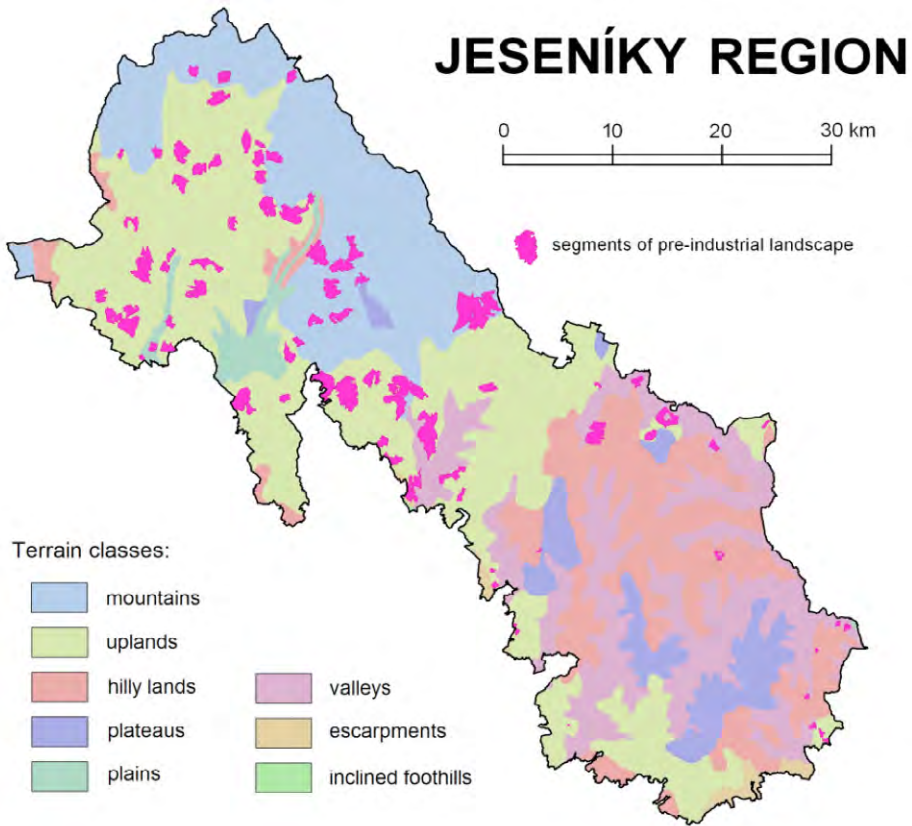 JESENÍKY REGION
0 10 20 30 km
segments of pre-industrial landscape
Terrain classes:
mountains
uplands
hilly lands
plateaus
plains
valleys
escarpments
inclined foothills